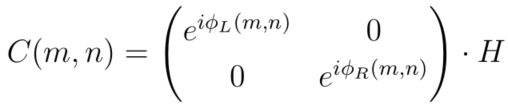 $C(m,n) = \begin{pmatrix} e^{i\phi_L(m,n)} & 0 \\ 0 & e^{i\phi_R(m,n)} \end{pmatrix} \cdot H$